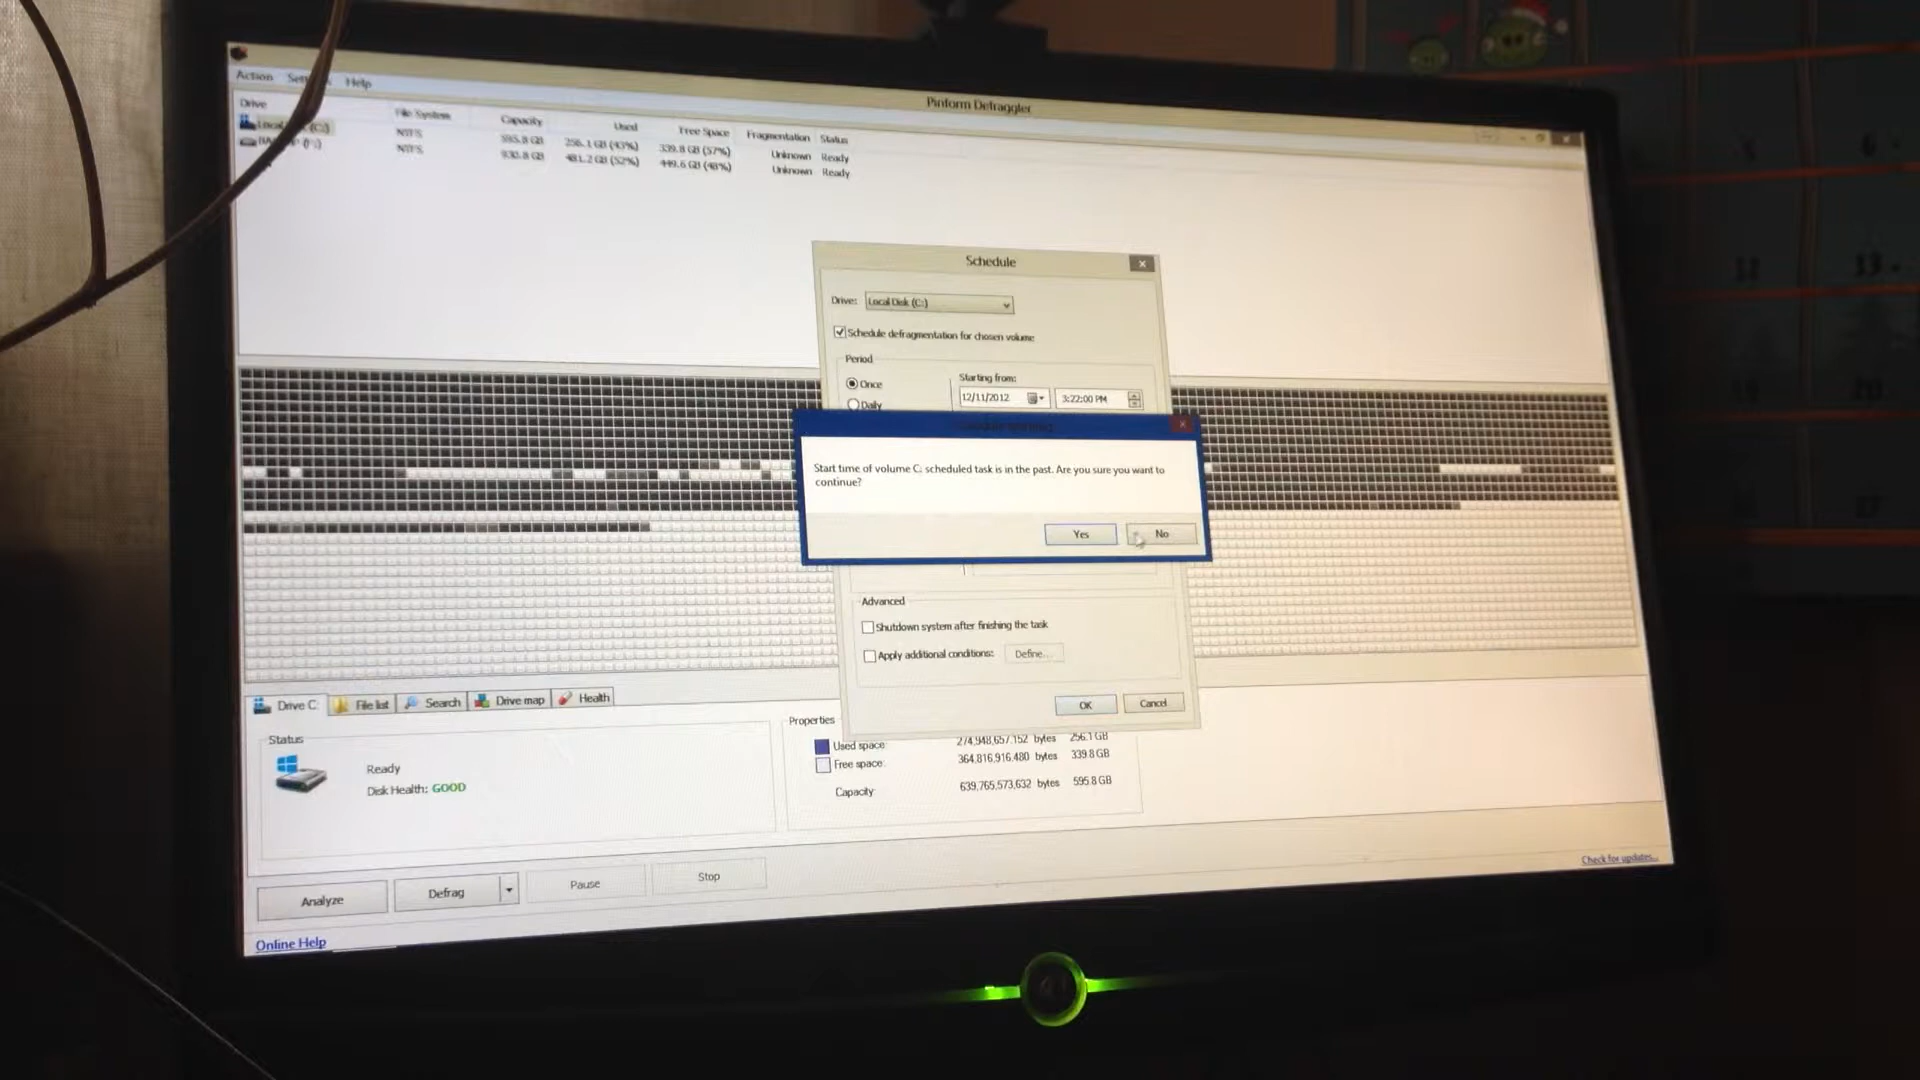 Pinform Defraggler
Action
Help
Drive File System Capacity Used Free Space Fragmentation Status
(C:) NTFS 595.8 GB 256.1 GB (43%) 339.8 GB (57%) Unknown Ready
NTFS 930.8 GB 481.2 GB (52%) 449.6 GB (48%) Unknown Ready
Schedule
Drive: Local Disk (C:)
Schedule defragmentation for chosen volume
Period
Once
Daily
Starting from:
12/11/2012 3:22:00 PM
Start time of volume C: scheduled task is in the past. Are you sure you want to
continue?
Yes No
Advanced
Shutdown system after finishing the task
Apply additional conditions: Define...
OK Cancel
Drive C: File list Search Drive map Health
Status
Ready
Disk Health: GOOD
Properties
Used space: 274,948,657,152 bytes 256.1 GB
Free space: 364,816,916,480 bytes 339.8 GB
Capacity: 639,765,573,632 bytes 595.8 GB
Analyze Defrag Pause Stop
Online Help
Check for updates...